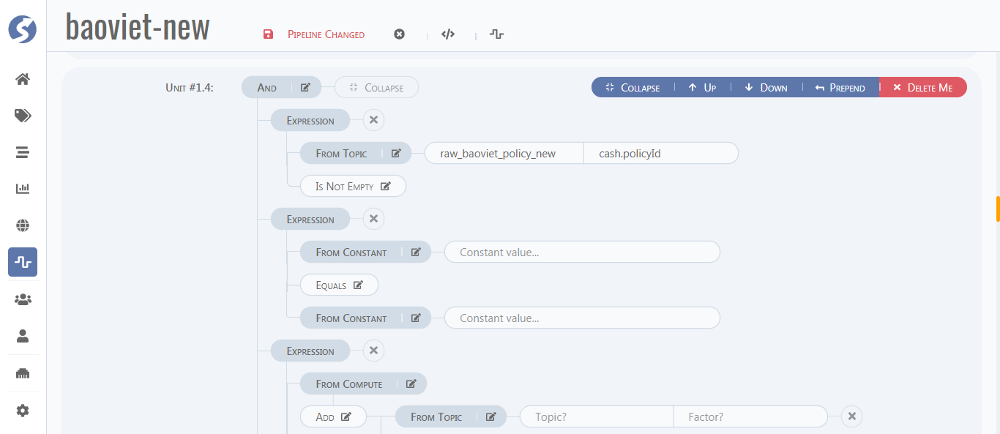 baoviet-new
Pipeline Changed
Unit #1.4: And Collapse Collapse Up Down Prepend Delete Me
Expression
From Topic raw_baoviet_policy_new cash.policyId
Is Not Empty
Expression
From Constant Constant value...
Equals
From Constant Constant value...
Expression
From Compute
Add From Topic Topic? Factor?